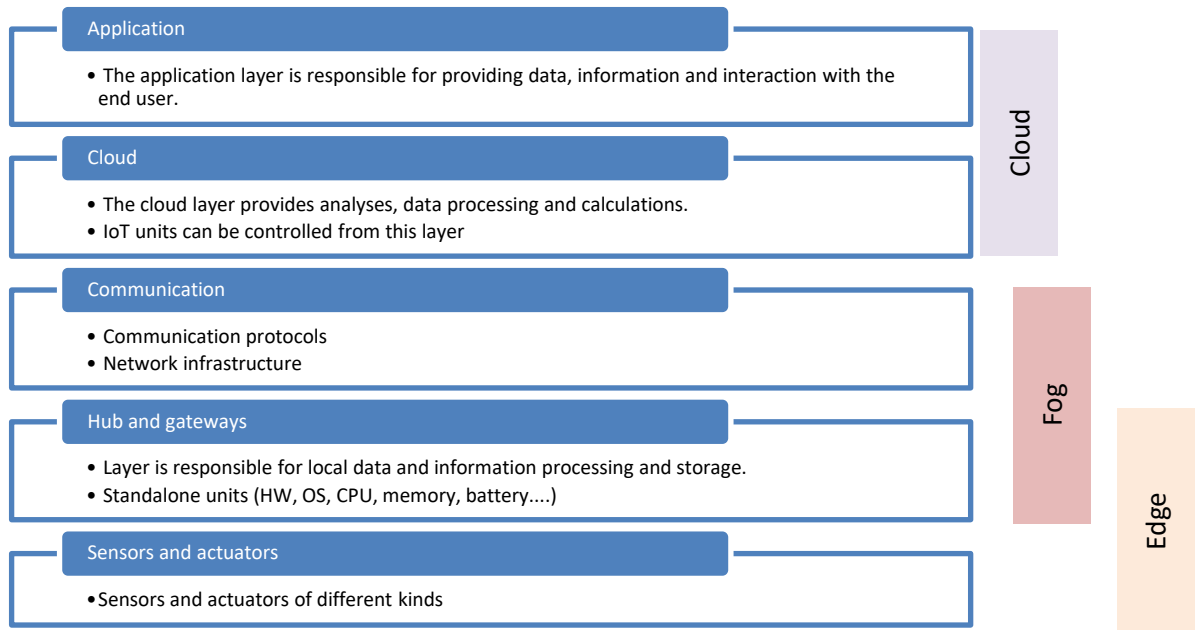 Application
• The application layer is responsible for providing data, information and interaction with the
end user.
Cloud
• The cloud layer provides analyses, data processing and calculations.
• IoT units can be controlled from this layer
Communication
• Communication protocols
• Network infrastructure
Hub and gateways
• Layer is responsible for local data and information processing and storage.
• Standalone units (HW, OS, CPU, memory, battery....)
Sensors and actuators
•Sensors and actuators of different kinds
Cloud
Fog
Edge